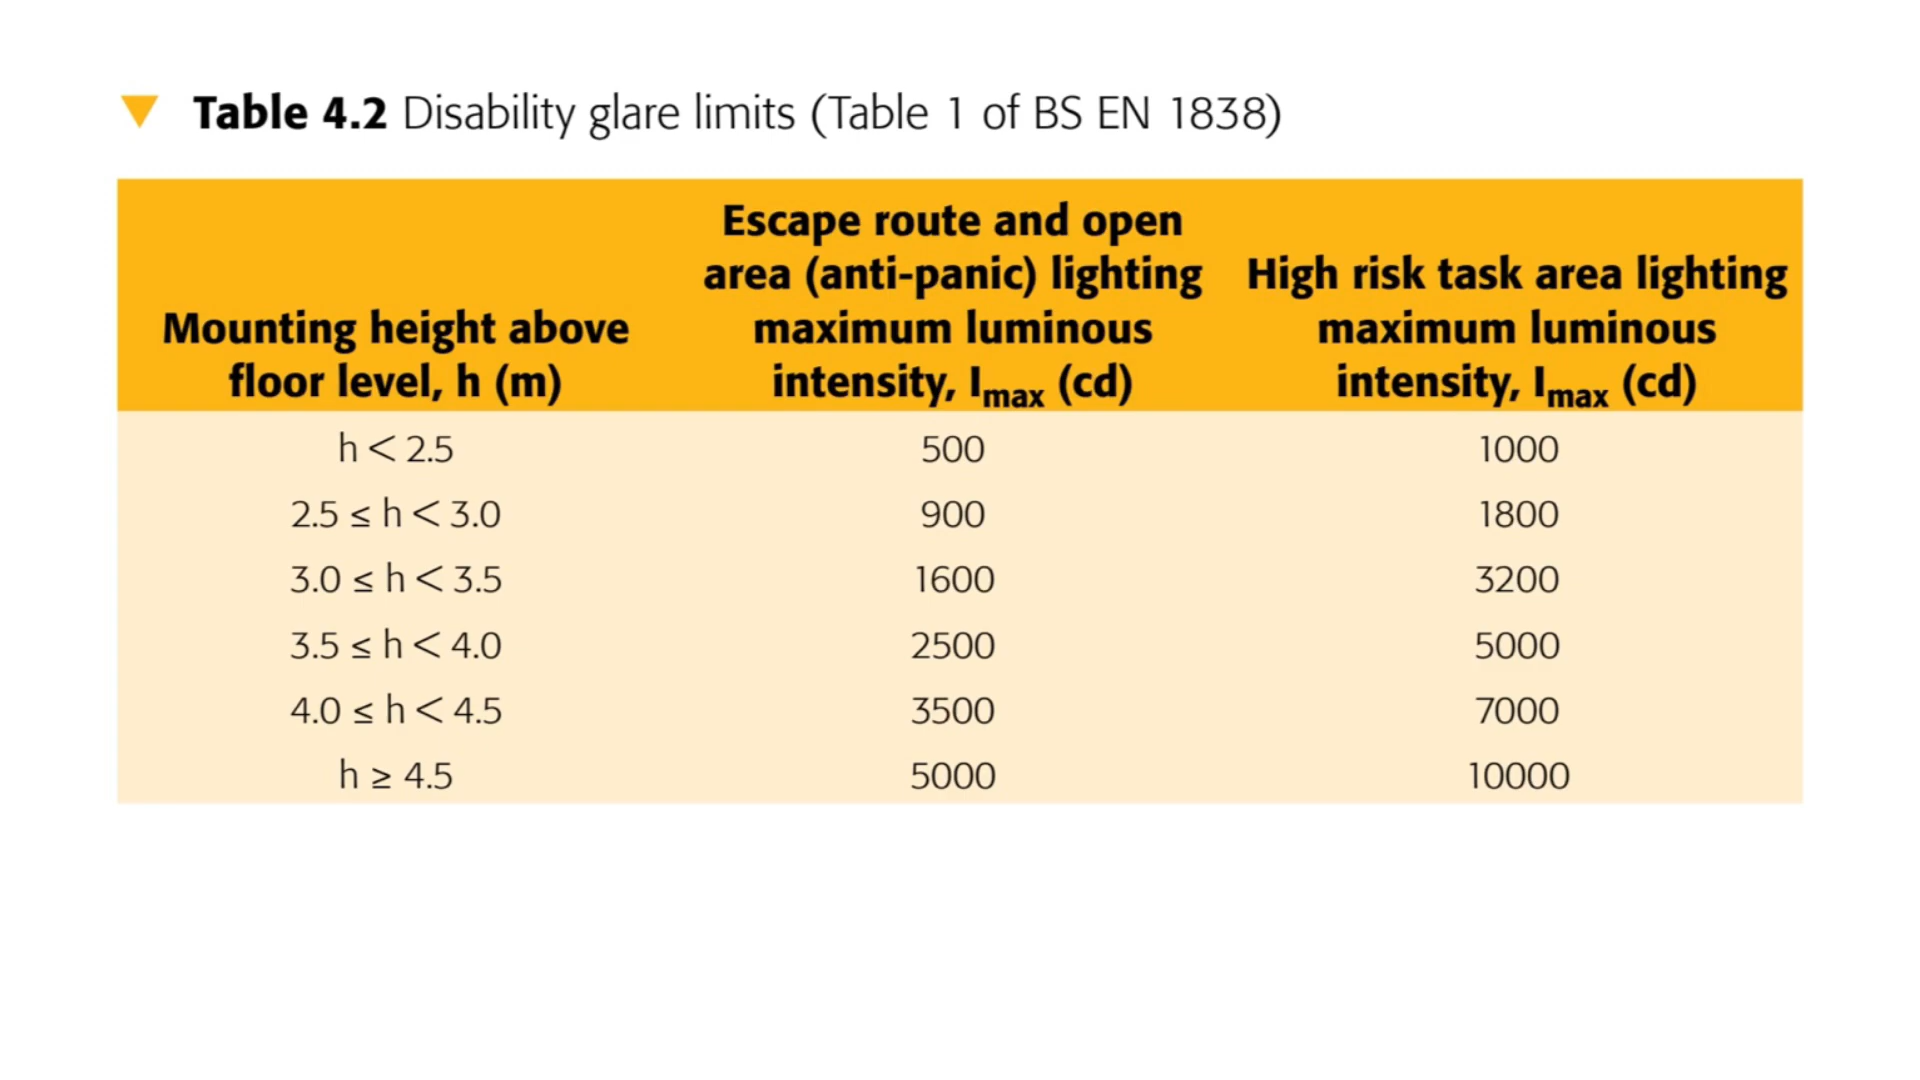 Table 4.2 Disability glare limits (Table 1 of BS EN 1838)
Mounting height above floor level, h (m)
Escape route and open area (anti-panic) lighting maximum luminous intensity, Imax (cd)
High risk task area lighting maximum luminous intensity, Imax (cd)
h < 2.5 500 1000
2.5 ≤ h < 3.0 900 1800
3.0 ≤ h < 3.5 1600 3200
3.5 ≤ h < 4.0 2500 5000
4.0 ≤ h < 4.5 3500 7000
h ≥ 4.5 5000 10000